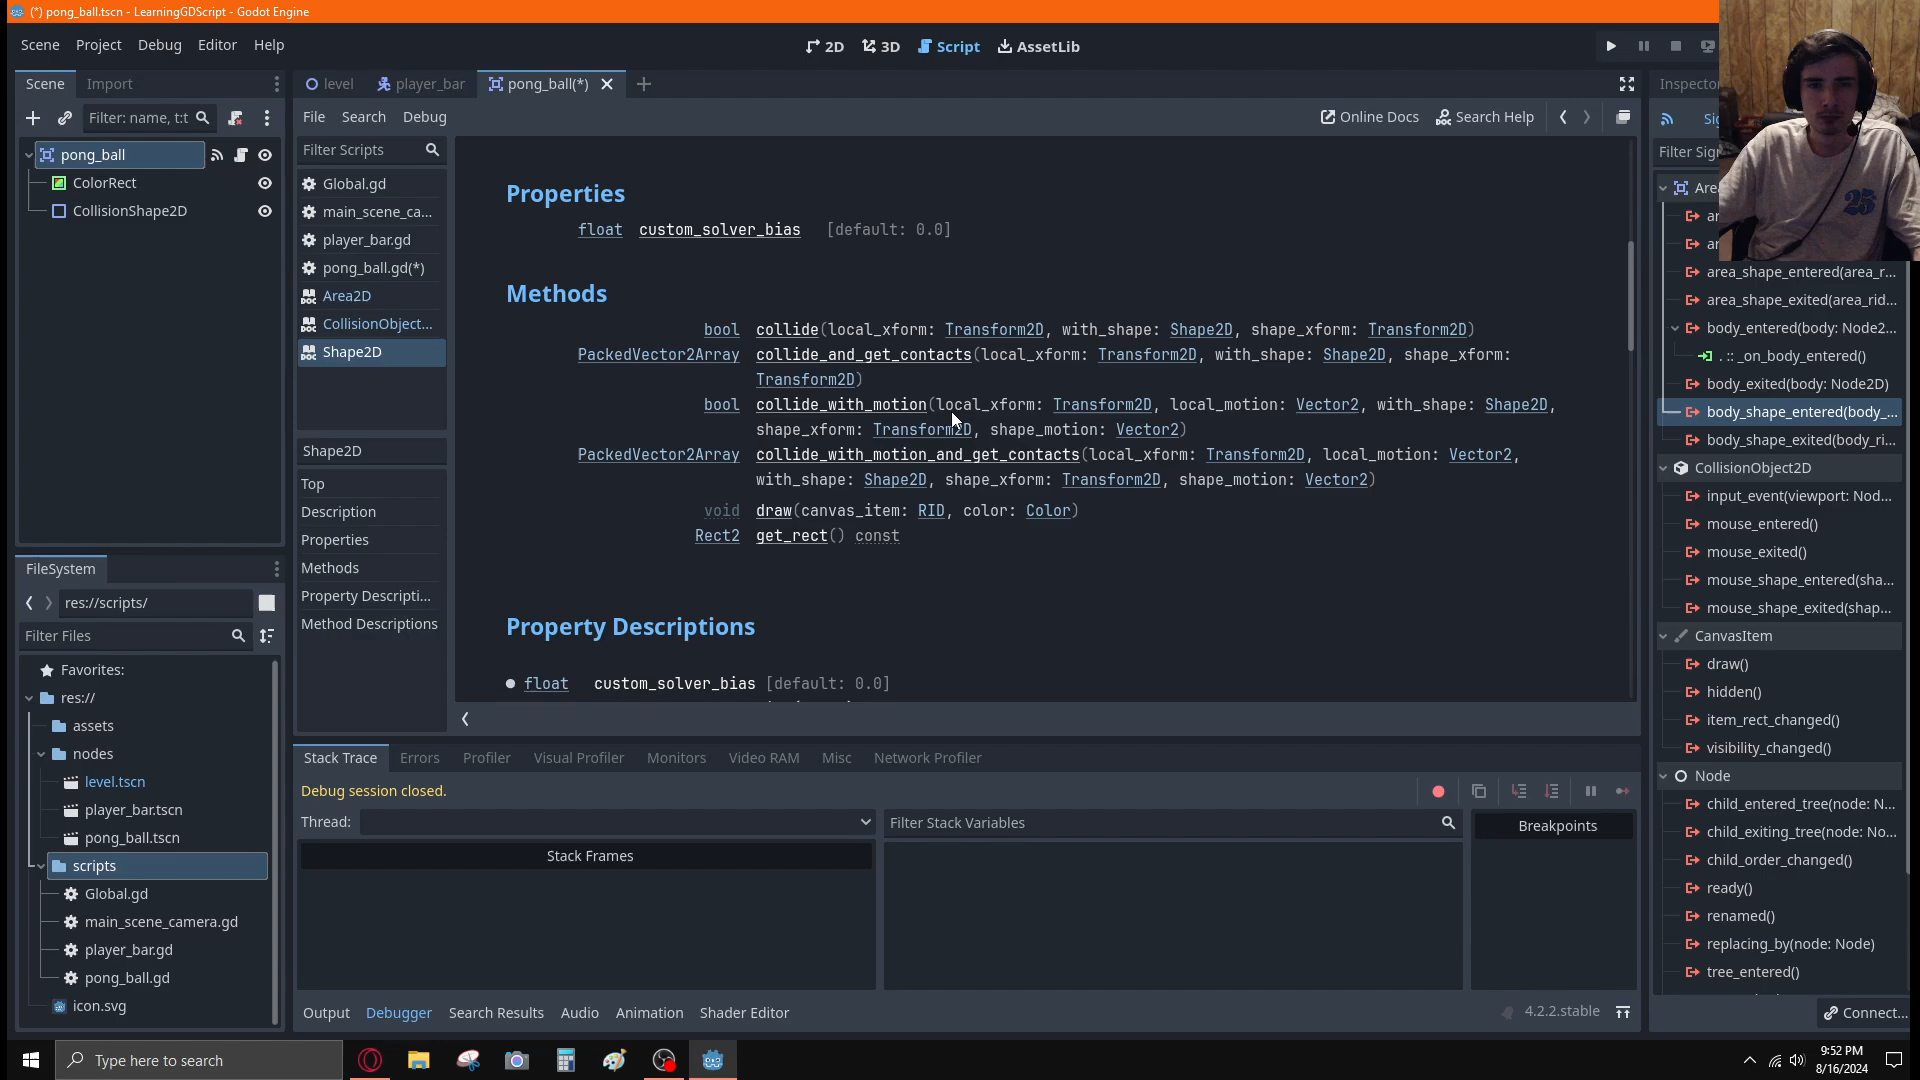 (*) pong_ball.tscn - LearningGDScript - Godot Engine
Scene Project Debug Editor Help
2D 3D Script AssetLib
Scene Import
level player_bar pong_ball(*)
Inspecto
Filter: name, t:t
File Search Debug
Online Docs Search Help
Filter Scripts
Filter Sig
pong_ball
ColorRect
CollisionShape2D
Global.gd
main_scene_ca...
player_bar.gd
pong_ball.gd(*)
Area2D
CollisionObject...
Shape2D
Shape2D
Top
Description
Properties
Methods
Property Descripti...
Method Descriptions
Properties
float custom_solver_bias [default: 0.0]
Methods
bool collide(local_xform: Transform2D, with_shape: Shape2D, shape_xform: Transform2D)
PackedVector2Array collide_and_get_contacts(local_xform: Transform2D, with_shape: Shape2D, shape_xform:
Transform2D)
bool collide_with_motion(local_xform: Transform2D, local_motion: Vector2, with_shape: Shape2D,
shape_xform: Transform2D, shape_motion: Vector2)
PackedVector2Array collide_with_motion_and_get_contacts(local_xform: Transform2D, local_motion: Vector2,
with_shape: Shape2D, shape_xform: Transform2D, shape_motion: Vector2)
void draw(canvas_item: RID, color: Color)
Rect2 get_rect() const
Property Descriptions
float custom_solver_bias [default: 0.0]
Area
area_shape_entered(area_r...
area_shape_exited(area_rid...
body_entered(body: Node2...
. :: _on_body_entered()
body_exited(body: Node2D)
body_shape_entered(body_...
body_shape_exited(body_ri...
CollisionObject2D
input_event(viewport: Nod...
mouse_entered()
mouse_exited()
mouse_shape_entered(sha...
mouse_shape_exited(shap...
CanvasItem
draw()
hidden()
item_rect_changed()
visibility_changed()
Node
child_entered_tree(node: N...
child_exiting_tree(node: No...
child_order_changed()
ready()
renamed()
replacing_by(node: Node)
tree_entered()
Connect...
FileSystem
res://scripts/
Filter Files
Favorites:
res://
assets
nodes
level.tscn
player_bar.tscn
pong_ball.tscn
scripts
Global.gd
main_scene_camera.gd
player_bar.gd
pong_ball.gd
icon.svg
Stack Trace Errors Profiler Visual Profiler Monitors Video RAM Misc Network Profiler
Debug session closed.
Thread:
Filter Stack Variables
Breakpoints
Stack Frames
Output Debugger Search Results Audio Animation Shader Editor
4.2.2.stable
Type here to search
9:52 PM
8/16/2024
25